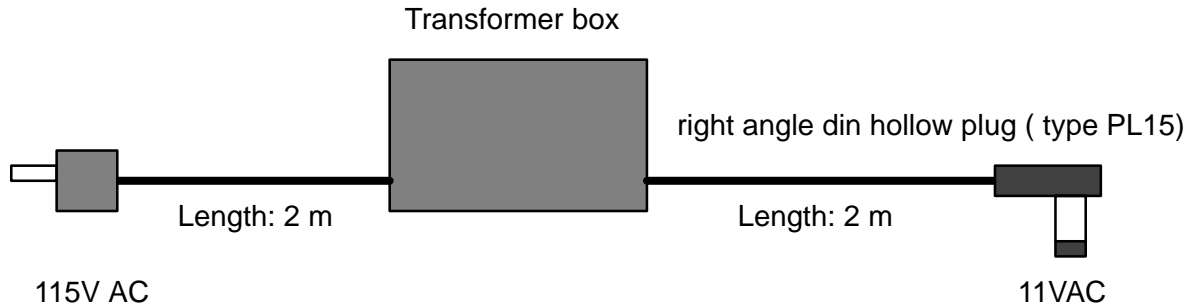 Transformer box
right angle din hollow plug ( type PL15)
Length: 2 m
Length: 2 m
115V AC
11VAC